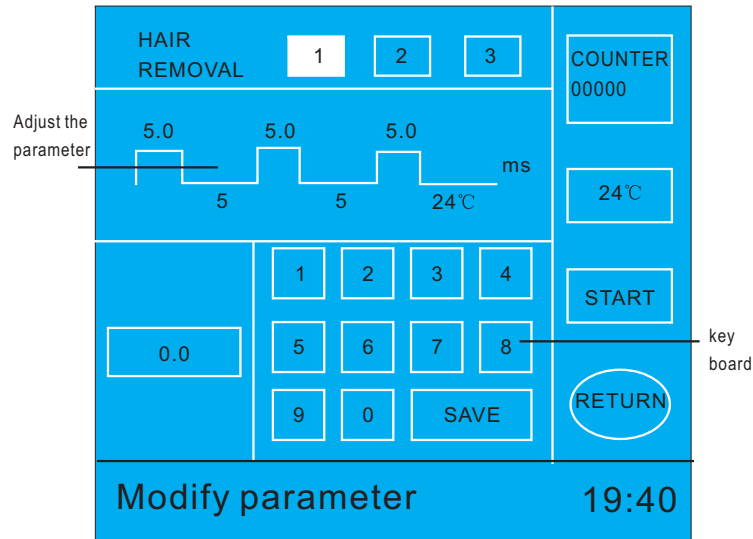 HAIR
REMOVAL
1
2
3
COUNTER
00000
Adjust the
parameter
5.0
5.0
5.0
ms
5
5
24℃
24℃
1
2
3
4
START
0.0
5
6
7
8
key
board
9
0
SAVE
RETURN
Modify parameter
19:40